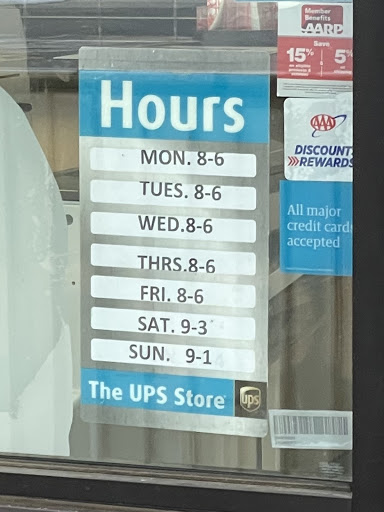 Hours
MON. 8-6
TUES. 8-6
WED.8-6
THRS.8-6
FRI. 8-6
SAT. 9-3
SUN. 9-1
The UPS Store
ups
Member
Benefits
AARP
Save
15%
5%
AAA
DISCOUNTS
REWARDS
All major
credit cards
accepted